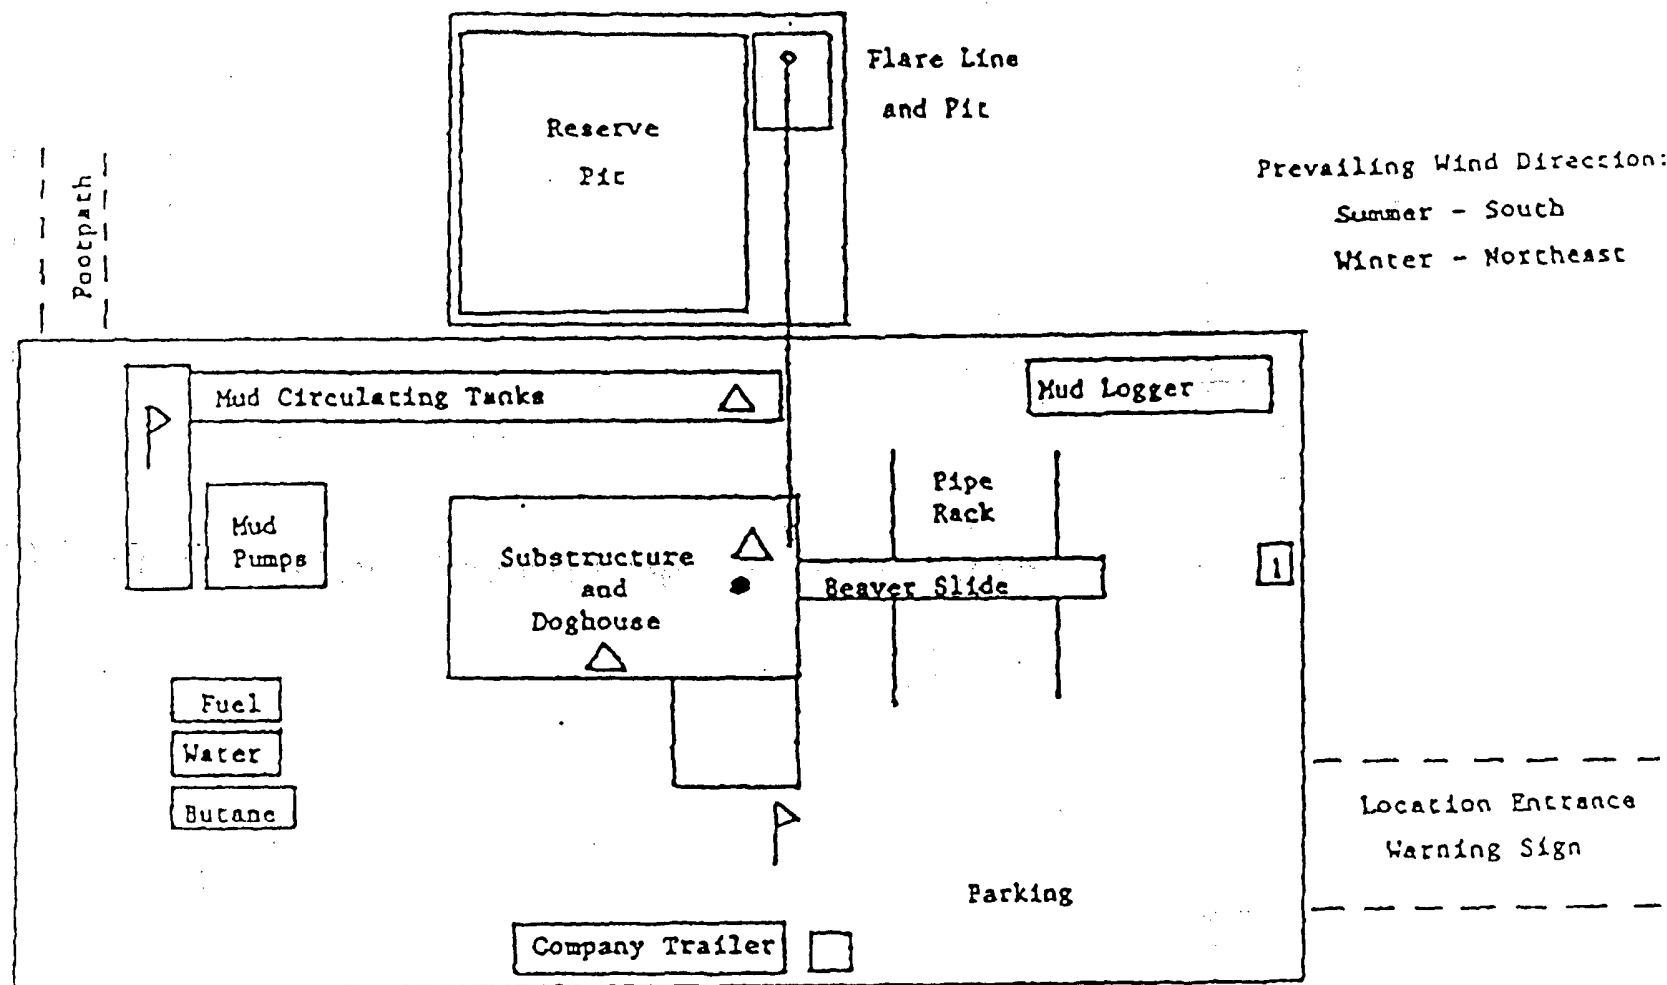 Flare Line
and Pit
Reserve
Pit
Prevailing Wind Direction:
Summer - South
Winter - Northeast
Footpath
Mud Circulating Tanks
Mud Logger
Pipe
Rack
Mud
Pumps
Substructure
and
Doghouse
Beaver Slide
1
Fuel
Water
Butane
Location Entrance
Warning Sign
Parking
Company Trailer